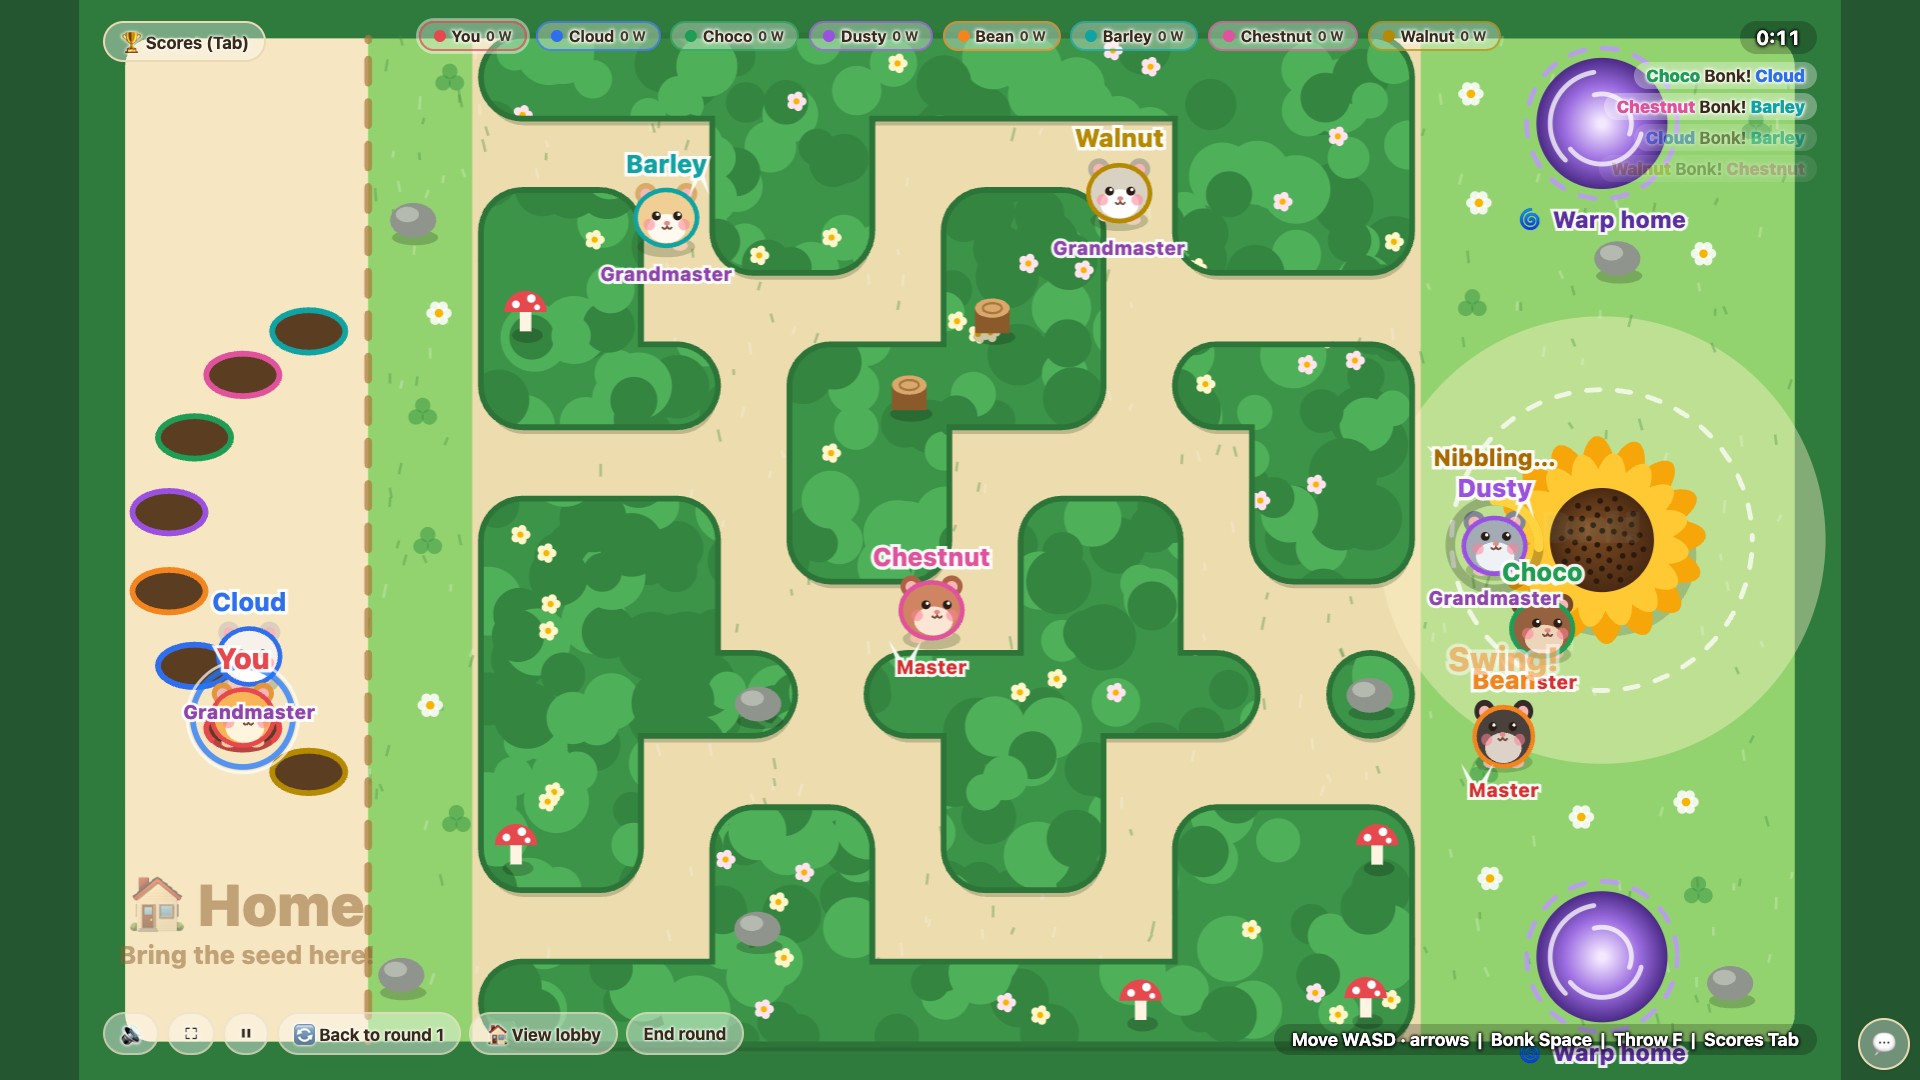 🏆 Scores (Tab)
You 0 W
Cloud 0 W
Choco 0 W
Dusty 0 W
Bean 0 W
Barley 0 W
Chestnut 0 W
Walnut 0 W
0:11
Choco Bonk! Cloud
Chestnut Bonk! Barley
Cloud Bonk! Barley
Walnut Bonk! Chestnut
Walnut
Grandmaster
Barley
Grandmaster
🌀 Warp home
Nibbling...
Dusty
Grandmaster
Choco
Chestnut
Master
Swing!
Bean
Master
Cloud
You
Grandmaster
🏠 Home
Bring the seed here!
Back to round 1
View lobby
End round
Move WASD · arrows | Bonk Space | Throw F | Scores Tab
🌀 Warp home